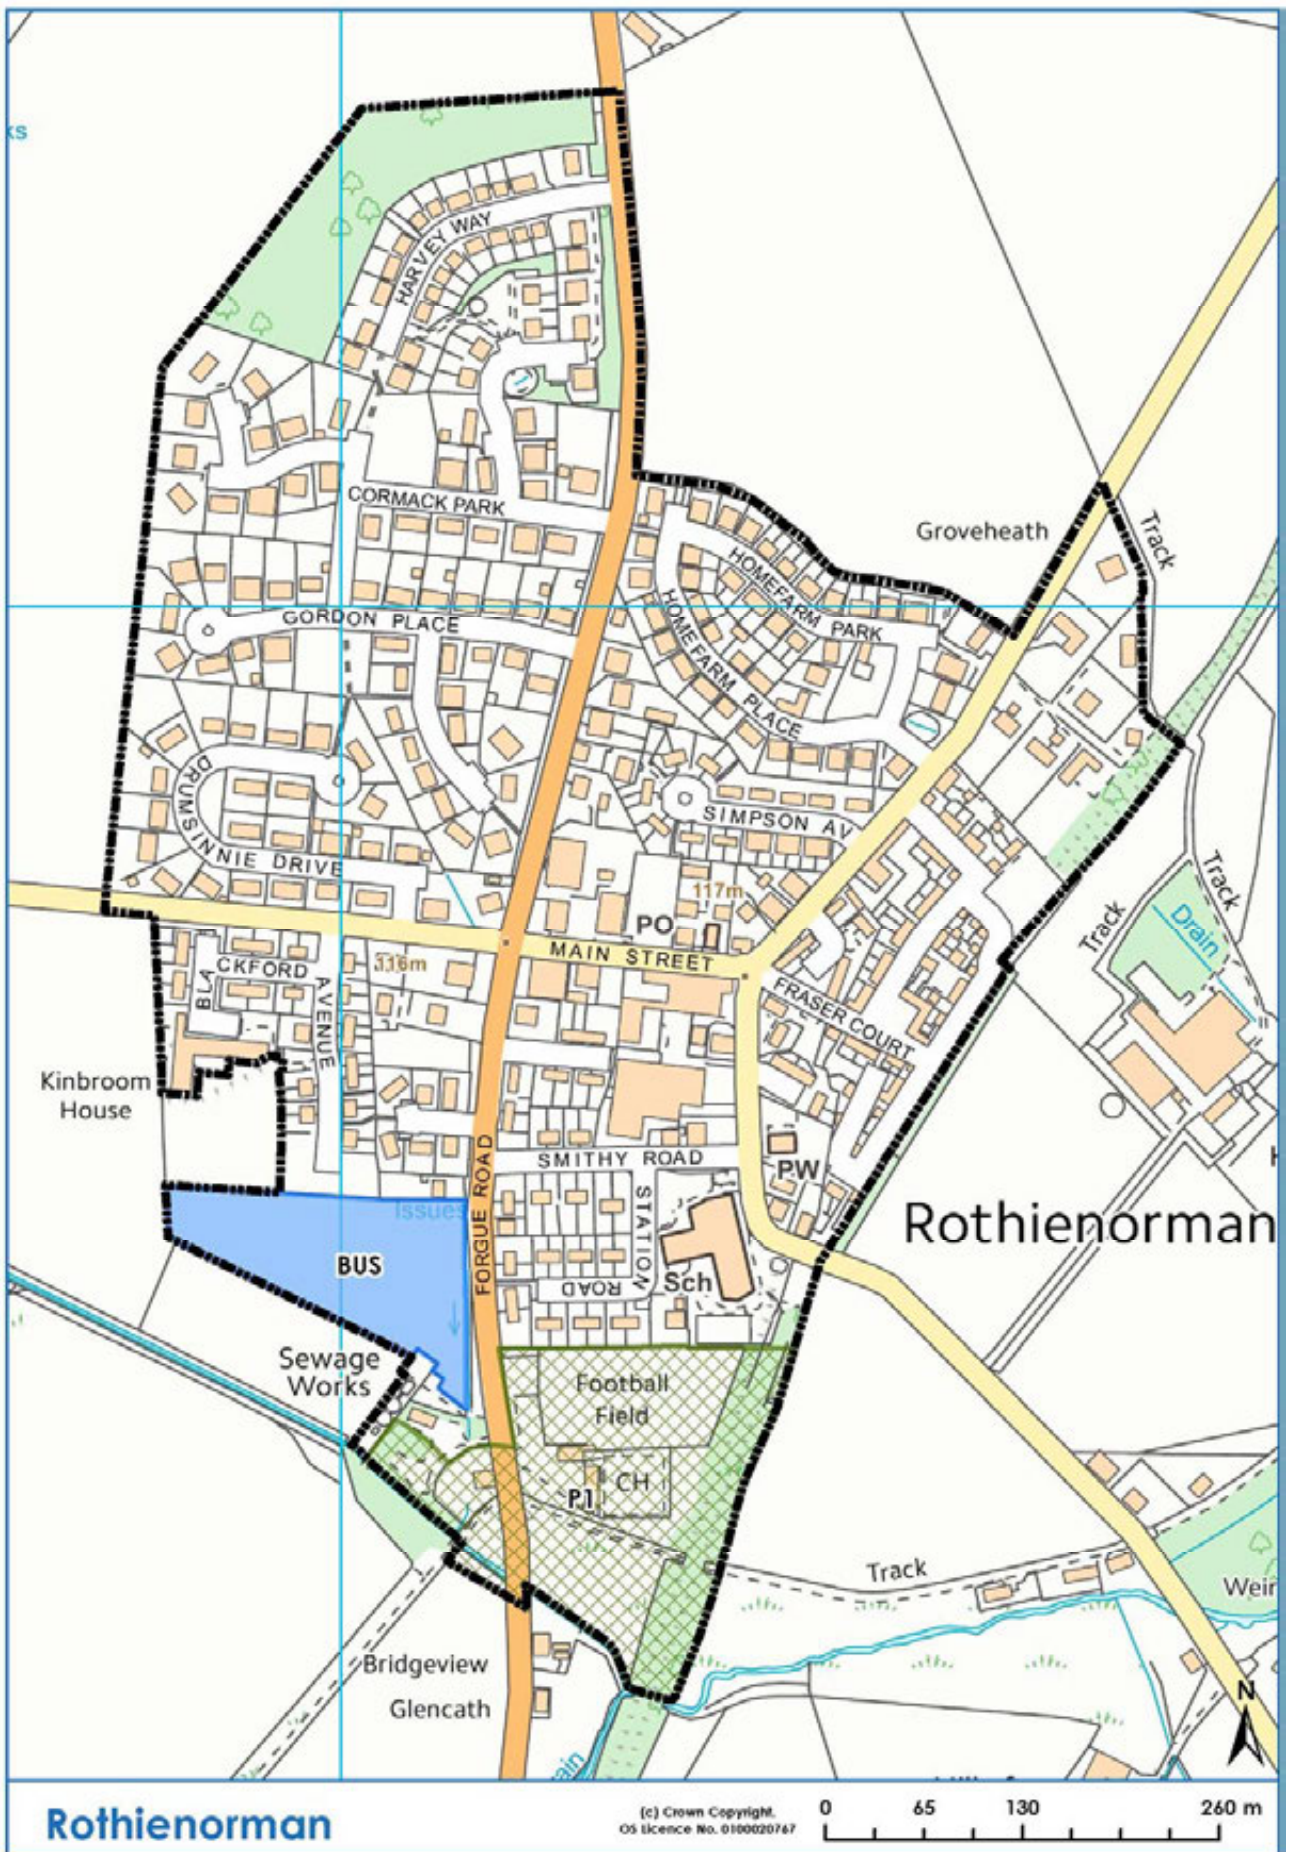 HARVEY WAY
CORMACK PARK
Groveheath
Track
HOMEFARM PARK
GORDON PLACE
HOMEFARM PLACE
DRUMSINNIE DRIVE
SIMPSON AV
117m
Track
Track
Drain
PO
MAIN STREET
BLACKFORD
AVENUE
116m
FRASER COURT
Kinbroom
House
FORGUE ROAD
SMITHY ROAD
PW
STATION
ROAD
Issues
Rothienorman
BUS
Sch
Sewage
Works
Football
Field
CH
P1
Track
Weir
Bridgeview
Glencath
N
Rothienorman
(c) Crown Copyright.
OS Licence No. 0100020767
0 65 130 260 m